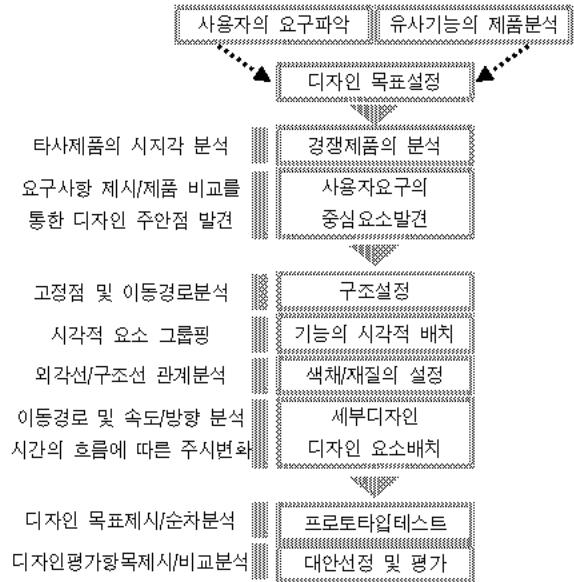 사용자의 요구파악
유사기능의 제품분석
디자인 목표설정
타사제품의 시지각 분석
경쟁제품의 분석
요구사항 제시/제품 비교를
통한 디자인 주안점 발견
사용자요구의
중심요소발견
고정점 및 이동경로분석
구조설정
시각적 요소 그룹핑
기능의 시각적 배치
외각선/구조선 관계분석
색채/재질의 설정
이동경로 및 속도/방향 분석
시간의 흐름에 따른 주시변화
세부디자인
디자인 요소배치
디자인 목표제시/순차분석
프로토타입테스트
디자인평가항목제시/비교분석
대안선정 및 평가